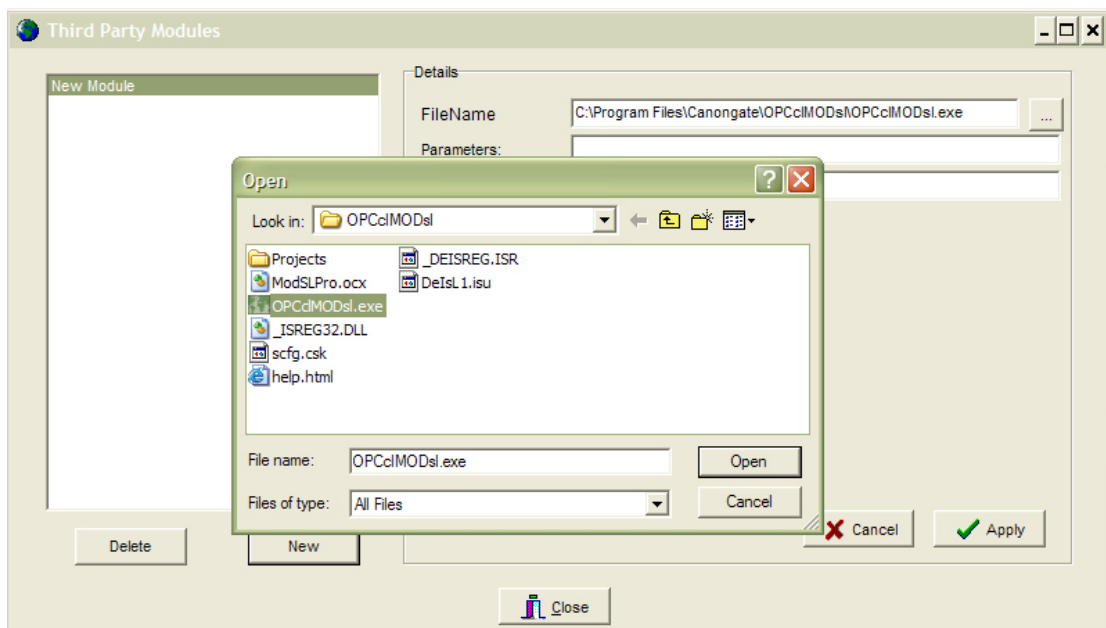 Third Party Modules
New Module
Details
FileName
C:\Program Files\Canongate\OPCclMODsl\OPCclMODsl.exe
...
Parameters:
Open
Look in:
OPCclMODsl
Projects
ModSLPro.ocx
OPCclMODsl.exe
_ISREG32.DLL
scfg.csk
help.html
_DEISREG.ISR
DeIsL1.isu
File name:
OPCclMODsl.exe
Open
Files of type:
All Files
Cancel
Delete
New
Cancel
Apply
Close